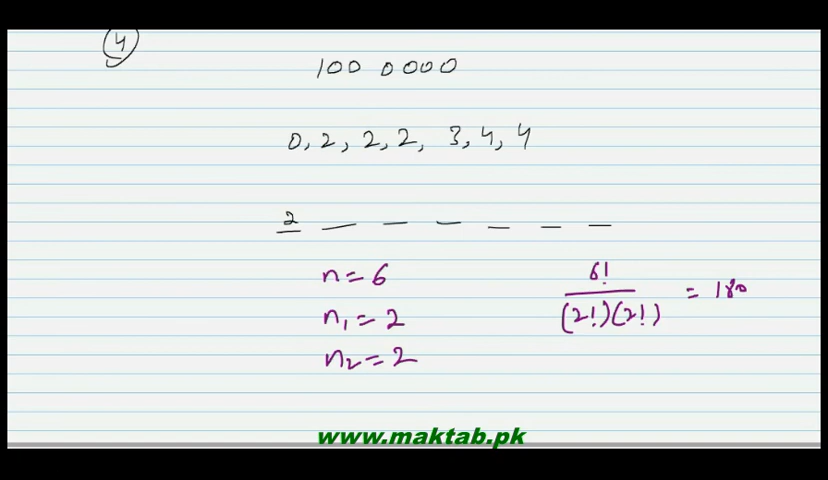 4
100 0000
0, 2, 2, 2, 3, 4, 4
2 _ _ _ _ _ _
n = 6
n1 = 2
n2 = 2
6! / (2!)(2!) = 180
www.maktab.pk